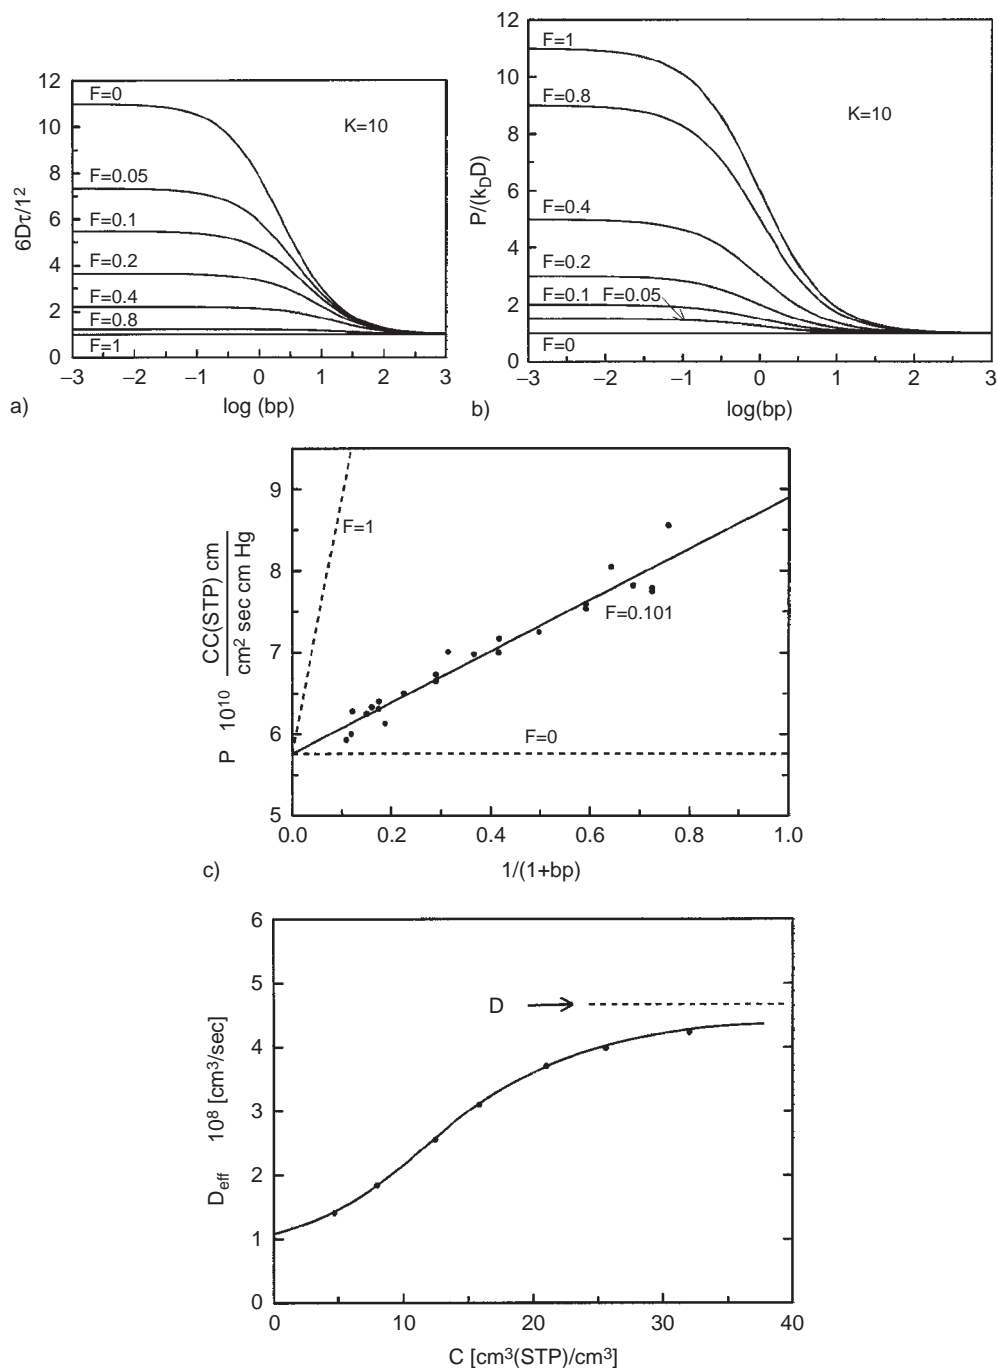 12
10
8
6
4
2
0
6Dτ/1²
F=0
F=0.05
F=0.1
F=0.2
F=0.4
F=0.8
F=1
K=10
−3 −2 −1 0 1 2 3
log (bp)
a)
12
10
8
6
4
2
0
P/(k_D D)
F=1
F=0.8
F=0.4
F=0.2
F=0.1 F=0.05
F=0
K=10
−3 −2 −1 0 1 2 3
log(bp)
b)
9
8
7
6
5
P 10¹⁰ CC(STP) cm
cm² sec cm Hg
F=1
F=0.101
F=0
0.0 0.2 0.4 0.6 0.8 1.0
1/(1+bp)
c)
6
5
4
3
2
1
0
D_eff 10⁸ [cm³/sec]
D
0 10 20 30 40
C [cm³(STP)/cm³]